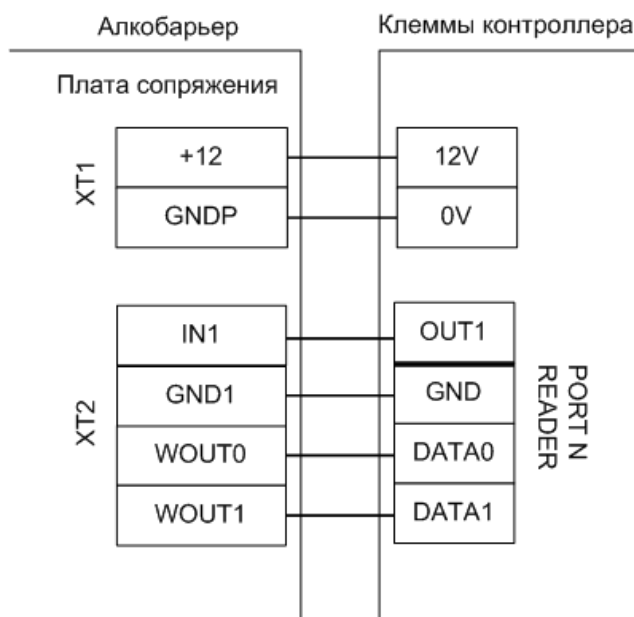 Алкобарьер
Клеммы контроллера
Плата сопряжения
XT1
+12
12V
GNDP
0V
XT2
IN1
OUT1
GND1
GND
WOUT0
DATA0
WOUT1
DATA1
PORT N
READER